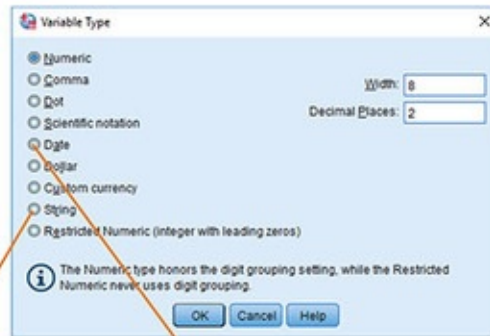 Variable Type
Numeric
Comma
Dot
Scientific notation
Date
Dollar
Custom currency
String
Restricted Numeric (integer with leading zeros)
Width: 8
Decimal Places: 2
The Numeric type honors the digit grouping setting, while the Restricted
Numeric never uses digit grouping.
OK Cancel Help